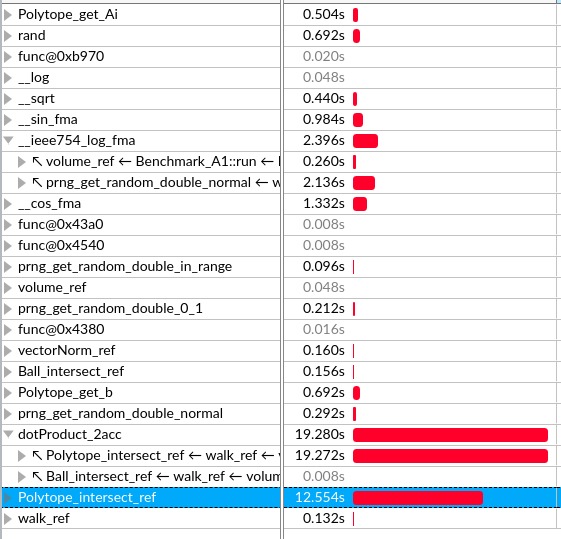 Polytope_get_Ai 0.504s
rand 0.692s
func@0xb970 0.020s
__log 0.048s
__sqrt 0.440s
__sin_fma 0.984s
__ieee754_log_fma 2.396s
↖ volume_ref ← Benchmark_A1::run ← 0.260s
↖ prng_get_random_double_normal ← w 2.136s
__cos_fma 1.332s
func@0x43a0 0.008s
func@0x4540 0.008s
prng_get_random_double_in_range 0.096s
volume_ref 0.048s
prng_get_random_double_0_1 0.212s
func@0x4380 0.016s
vectorNorm_ref 0.160s
Ball_intersect_ref 0.156s
Polytope_get_b 0.692s
prng_get_random_double_normal 0.292s
dotProduct_2acc 19.280s
↖ Polytope_intersect_ref ← walk_ref ← 19.272s
↖ Ball_intersect_ref ← walk_ref ← volum 0.008s
Polytope_intersect_ref 12.554s
walk_ref 0.132s